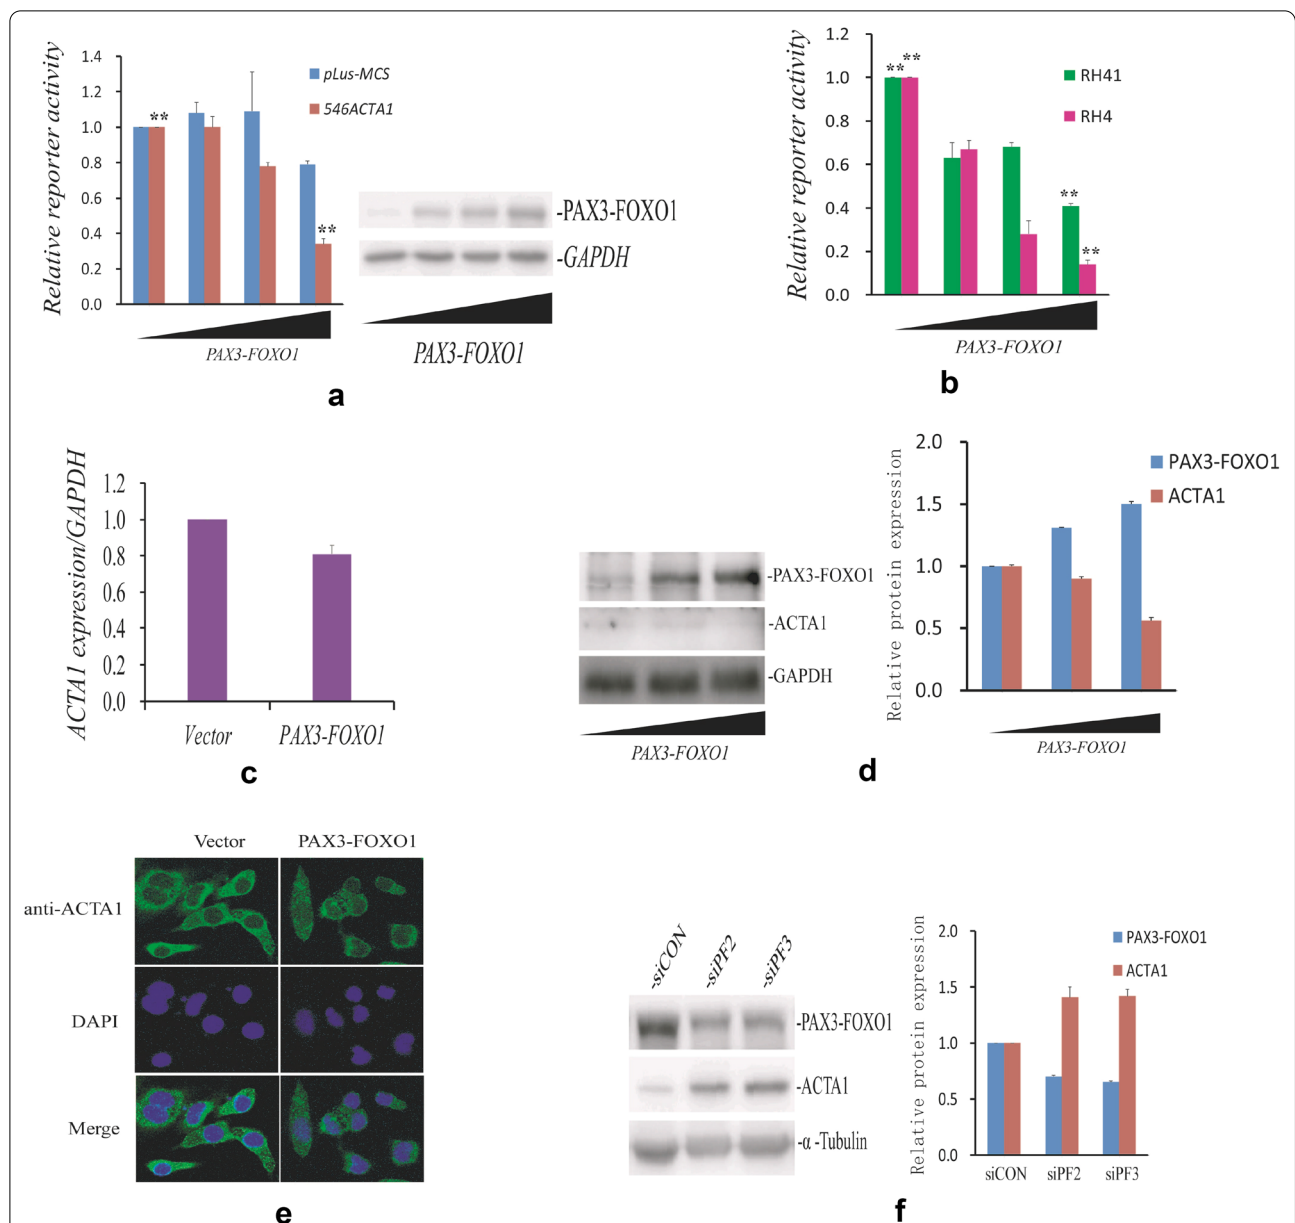 Relative reporter activity
1.4
1.2
1.0
0.8
0.6
0.4
0.2
0.0
pLus-MCS
546ACTA1
**
**
PAX3-FOXO1
-PAX3-FOXO1
-GAPDH
PAX3-FOXO1
a
Relative reporter activity
1.2
1.0
0.8
0.6
0.4
0.2
0.0
** **
RH41
RH4
**
**
PAX3-FOXO1
b
ACTA1 expression/GAPDH
1.2
1.0
0.8
0.6
0.4
0.2
0.0
Vector
PAX3-FOXO1
c
-PAX3-FOXO1
-ACTA1
-GAPDH
PAX3-FOXO1
Relative protein expression
2.0
1.5
1.0
0.5
0.0
PAX3-FOXO1
ACTA1
PAX3-FOXO1
d
Vector
PAX3-FOXO1
anti-ACTA1
DAPI
Merge
e
-siCON
-siPF2
-siPF3
-PAX3-FOXO1
-ACTA1
-α-Tubulin
Relative protein expression
2.0
1.5
1.0
0.5
0.0
PAX3-FOXO1
ACTA1
siCON
siPF2
siPF3
f